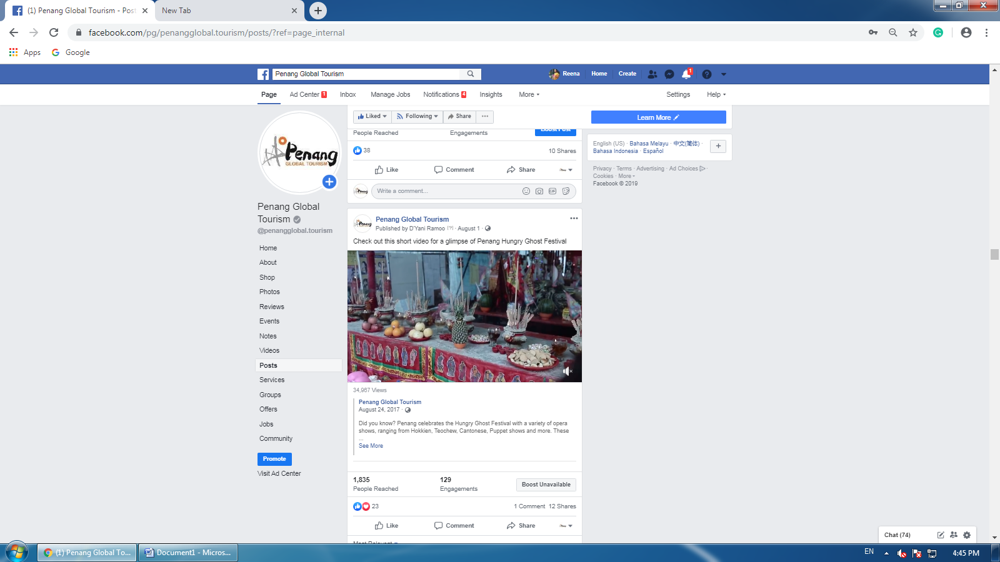 (1) Penang Global Tourism - Post
New Tab
facebook.com/pg/penangglobal.tourism/posts/?ref=page_internal
Apps
Google
Penang Global Tourism
Reena
Home
Create
1
Page
Ad Center 1
Inbox
Manage Jobs
Notifications 4
Insights
More
Settings
Help
Liked
Following
Share
Learn More
Penang
GLOBAL TOURISM
Penang Global
Tourism
@penangglobal.tourism
Home
About
Shop
Photos
Reviews
Events
Notes
Videos
Posts
Services
Groups
Offers
Jobs
Community
Promote
Visit Ad Center
People Reached
Engagements
Boost Post
38
10 Shares
Like
Comment
Share
Write a comment...
GIF
Penang Global Tourism
Published by D'Yani Ramoo [?] · August 1 ·
Check out this short video for a glimpse of Penang Hungry Ghost Festival
34,967 Views
Penang Global Tourism
August 24, 2017 ·
Did you know? Penang celebrates the Hungry Ghost Festival with a variety of opera
shows, ranging from Hokkien, Teochew, Cantonese, Puppet shows and more. These
...
See More
1,835
People Reached
129
Engagements
Boost Unavailable
23
1 Comment 12 Shares
Like
Comment
Share
Most Relevant
English (US) · Bahasa Melayu · 中文(简体) ·
Bahasa Indonesia · Español
Privacy · Terms · Advertising · Ad Choices ·
Cookies · More
Facebook © 2019
Chat (74)
(1) Penang Global To...
Document1 - Micros...
EN
4:45 PM